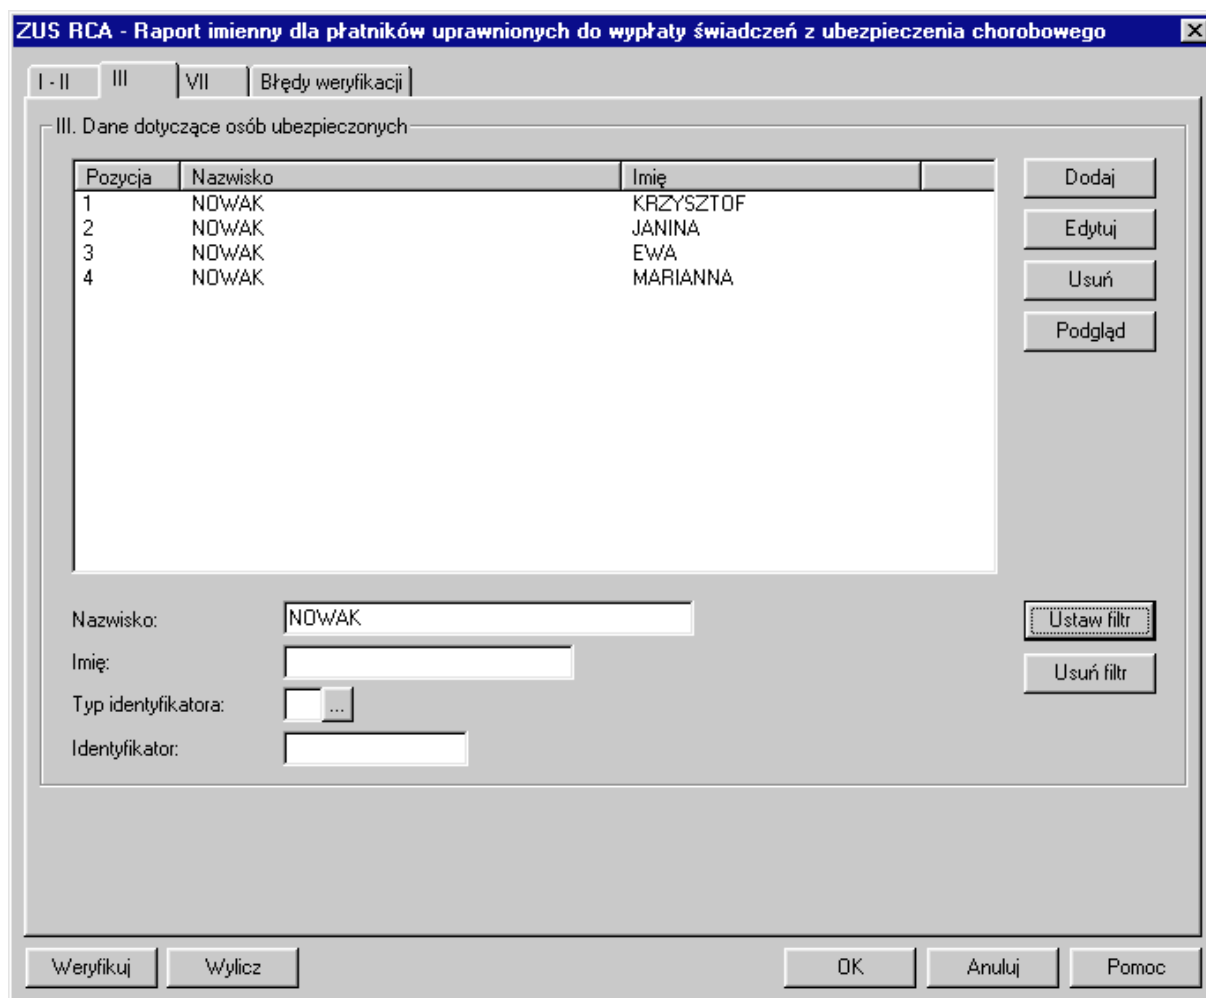 ZUS RCA - Raport imienny dla płatników uprawnionych do wypłaty świadczeń z ubezpieczenia chorobowego
I - II III VII Błędy weryfikacji
III. Dane dotyczące osób ubezpieczonych
Pozycja Nazwisko Imię
1 NOWAK KRZYSZTOF
2 NOWAK JANINA
3 NOWAK EWA
4 NOWAK MARIANNA
Dodaj
Edytuj
Usuń
Podgląd
Nazwisko: NOWAK
Imię:
Typ identyfikatora: ...
Identyfikator:
Ustaw filtr
Usuń filtr
Weryfikuj Wylicz OK Anuluj Pomoc